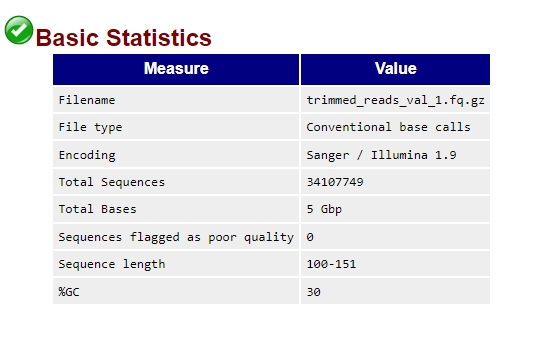 Basic Statistics
Measure Value
Filename trimmed_reads_val_1.fq.gz
File type Conventional base calls
Encoding Sanger / Illumina 1.9
Total Sequences 34107749
Total Bases 5 Gbp
Sequences flagged as poor quality 0
Sequence length 100-151
%GC 30